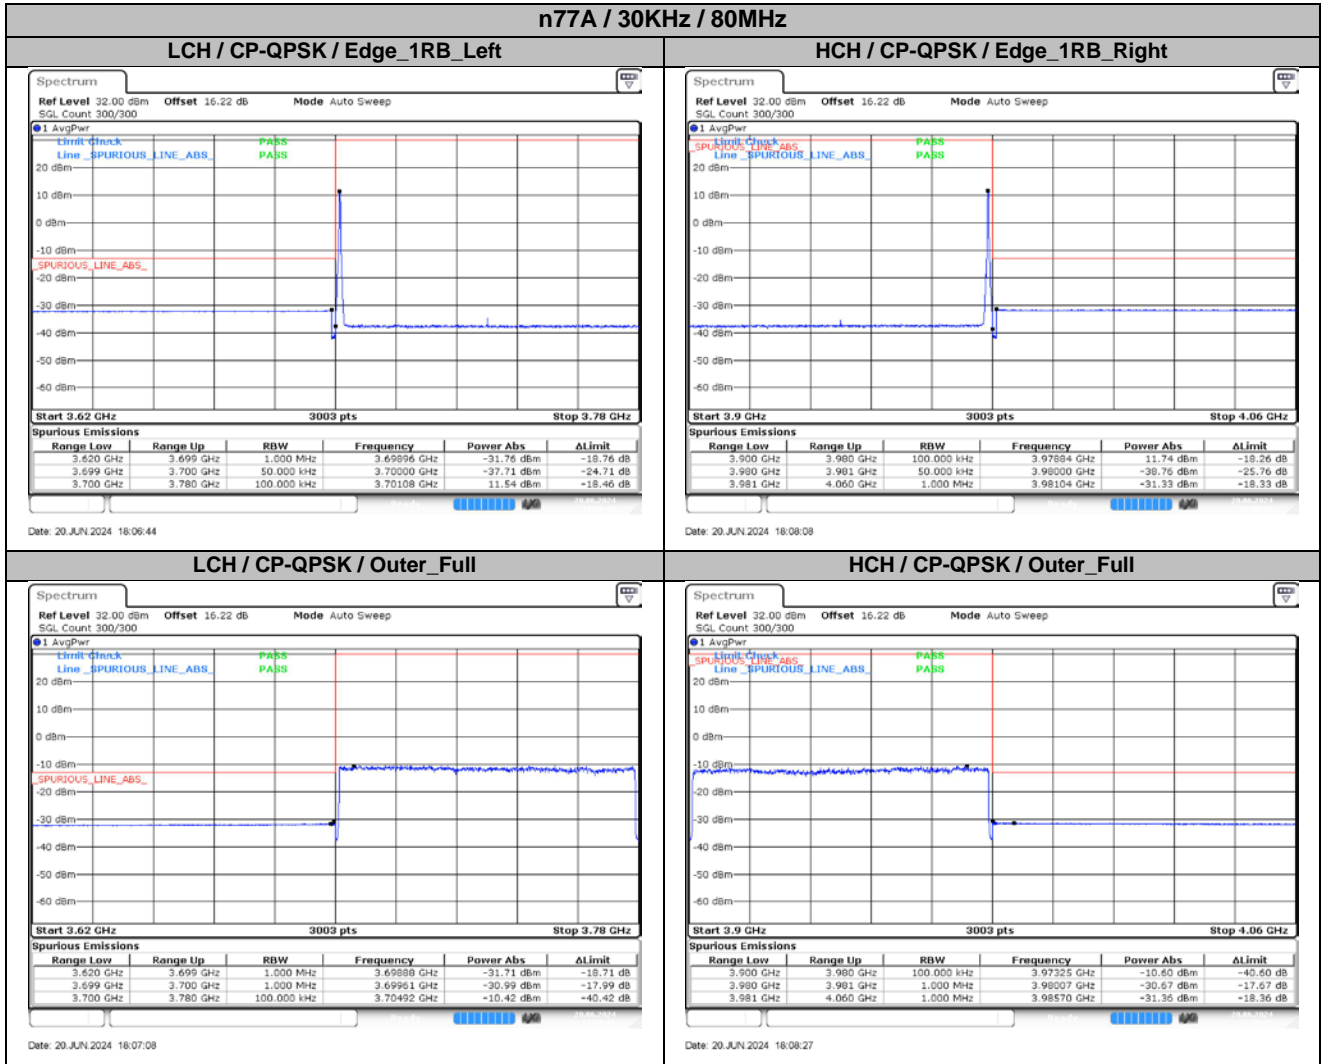 n77A / 30KHz / 80MHz
LCH / CP-QPSK / Edge_1RB_Left
HCH / CP-QPSK / Edge_1RB_Right
Spectrum
Ref Level 32.00 dBm Offset 16.22 dB Mode Auto Sweep
SGL Count 300/300
1 AvgPwr
Limit Check PASS
Line _SPURIOUS_LINE_ABS_ PASS
20 dBm
10 dBm
0 dBm
-10 dBm
_SPURIOUS_LINE_ABS_
-20 dBm
-30 dBm
-40 dBm
-50 dBm
-60 dBm
Start 3.62 GHz 3003 pts Stop 3.78 GHz
Spurious Emissions
Range Low Range Up RBW Frequency Power Abs ΔLimit
3.620 GHz 3.699 GHz 1.000 MHz 3.69896 GHz -31.76 dBm -18.76 dB
3.699 GHz 3.700 GHz 50.000 kHz 3.70000 GHz -37.71 dBm -24.71 dB
3.700 GHz 3.780 GHz 100.000 kHz 3.70108 GHz 11.54 dBm -18.46 dB
Date: 20.JUN.2024 18:06:44
Spectrum
Ref Level 32.00 dBm Offset 16.22 dB Mode Auto Sweep
SGL Count 300/300
1 AvgPwr
Limit Check PASS
_SPURIOUS_LINE_ABS_
Line _SPURIOUS_LINE_ABS_ PASS
20 dBm
10 dBm
0 dBm
-10 dBm
-20 dBm
-30 dBm
-40 dBm
-50 dBm
-60 dBm
Start 3.9 GHz 3003 pts Stop 4.06 GHz
Spurious Emissions
Range Low Range Up RBW Frequency Power Abs ΔLimit
3.900 GHz 3.980 GHz 100.000 kHz 3.97884 GHz 11.74 dBm -18.26 dB
3.980 GHz 3.981 GHz 50.000 kHz 3.98000 GHz -38.76 dBm -25.76 dB
3.981 GHz 4.060 GHz 1.000 MHz 3.98104 GHz -31.33 dBm -18.33 dB
Date: 20.JUN.2024 18:08:08
LCH / CP-QPSK / Outer_Full
HCH / CP-QPSK / Outer_Full
Spectrum
Ref Level 32.00 dBm Offset 16.22 dB Mode Auto Sweep
SGL Count 300/300
1 AvgPwr
Limit Check PASS
Line _SPURIOUS_LINE_ABS_ PASS
20 dBm
10 dBm
0 dBm
-10 dBm
_SPURIOUS_LINE_ABS_
-20 dBm
-30 dBm
-40 dBm
-50 dBm
-60 dBm
Start 3.62 GHz 3003 pts Stop 3.78 GHz
Spurious Emissions
Range Low Range Up RBW Frequency Power Abs ΔLimit
3.620 GHz 3.699 GHz 1.000 MHz 3.69888 GHz -31.71 dBm -18.71 dB
3.699 GHz 3.700 GHz 1.000 MHz 3.69961 GHz -30.99 dBm -17.99 dB
3.700 GHz 3.780 GHz 100.000 kHz 3.70492 GHz -10.42 dBm -40.42 dB
Date: 20.JUN.2024 18:07:08
Spectrum
Ref Level 32.00 dBm Offset 16.22 dB Mode Auto Sweep
SGL Count 300/300
1 AvgPwr
Limit Check PASS
_SPURIOUS_LINE_ABS_
Line _SPURIOUS_LINE_ABS_ PASS
20 dBm
10 dBm
0 dBm
-10 dBm
-20 dBm
-30 dBm
-40 dBm
-50 dBm
-60 dBm
Start 3.9 GHz 3003 pts Stop 4.06 GHz
Spurious Emissions
Range Low Range Up RBW Frequency Power Abs ΔLimit
3.900 GHz 3.980 GHz 100.000 kHz 3.97325 GHz -10.60 dBm -40.60 dB
3.980 GHz 3.981 GHz 1.000 MHz 3.98007 GHz -30.67 dBm -17.67 dB
3.981 GHz 4.060 GHz 1.000 MHz 3.98570 GHz -31.36 dBm -18.36 dB
Date: 20.JUN.2024 18:08:27